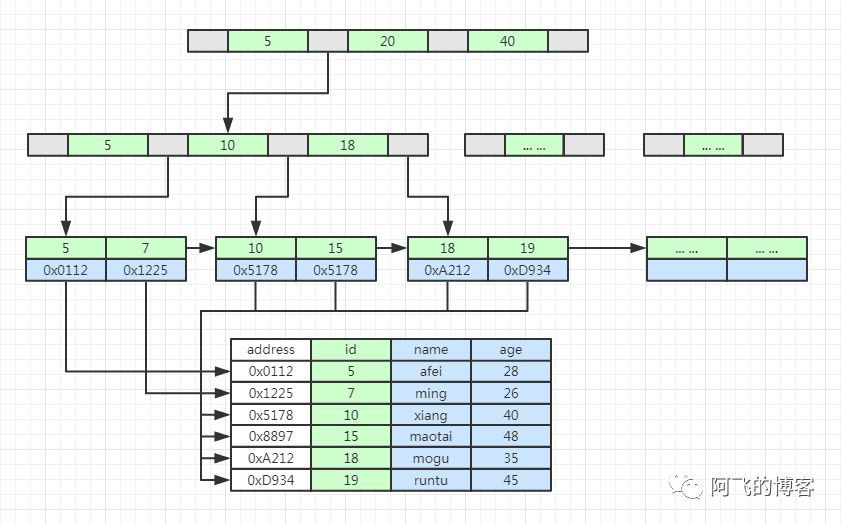 5 20 40
5 10 18 ... ... ... ...
5 7 10 15 18 19 ... ... ... ...
0x0112 0x1225 0x5178 0x5178 0xA212 0xD934
address id name age
0x0112 5 afei 28
0x1225 7 ming 26
0x5178 10 xiang 40
0x8897 15 maotai 48
0xA212 18 mogu 35
0xD934 19 runtu 45
阿飞的博客